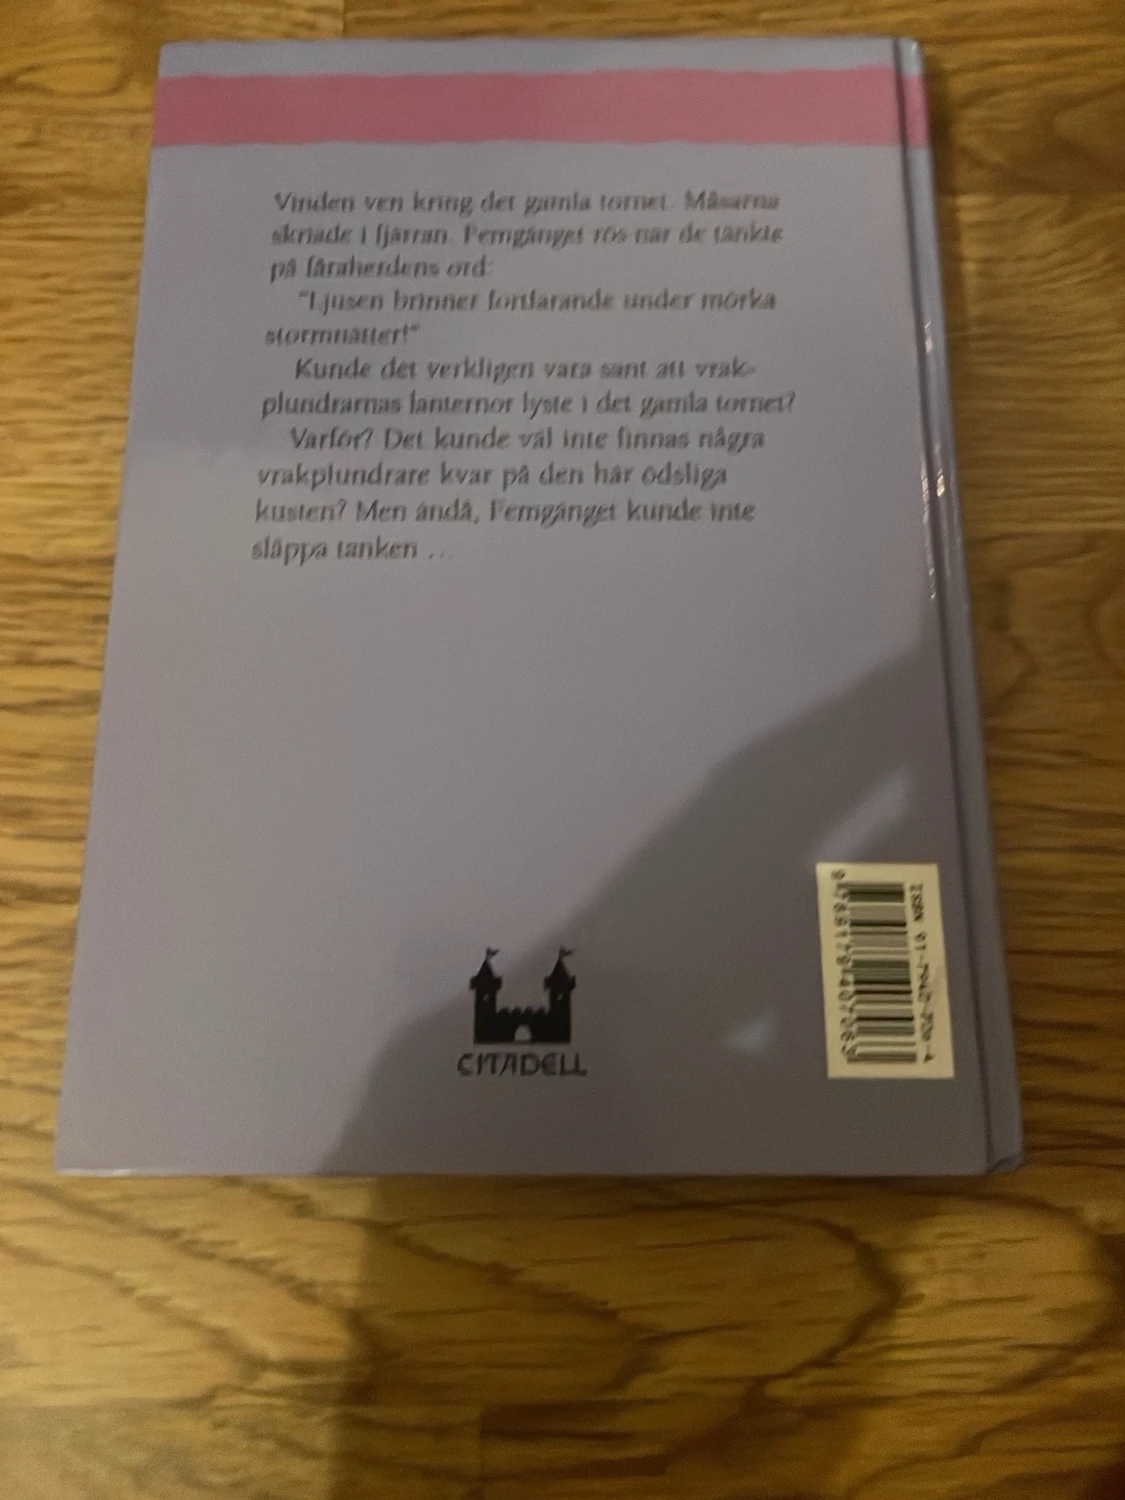 Vinden ven kring det gamla tornet. Måsarna
skriade i fjärran. Femgänget rös när de tänkte
på fåraherdens ord:
"Ljusen brinner fortfarande under mörka
stormnätter!"
Kunde det verkligen vara sant att vrak-
plundrarnas lanternor lyste i det gamla tornet?
Varför? Det kunde väl inte finnas några
vrakplundrare kvar på den här ödsliga
kusten? Men ändå, Femgänget kunde inte
släppa tanken ...
CITADELL
ISBN